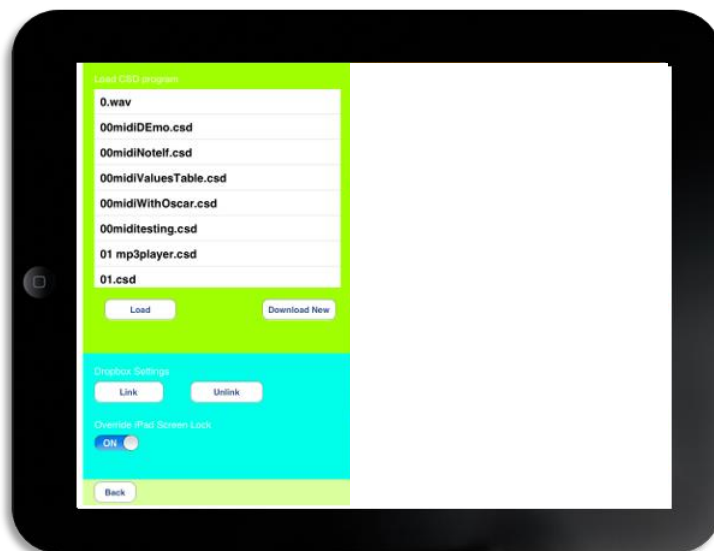 Load CSD program
0.wav
00midiDEmo.csd
00midiNoteIf.csd
00midiValuesTable.csd
00midiWithOscar.csd
00miditesting.csd
01 mp3player.csd
01.csd
Load Download New
Dropbox Settings
Link Unlink
Override iPad Screen Lock
ON
Back